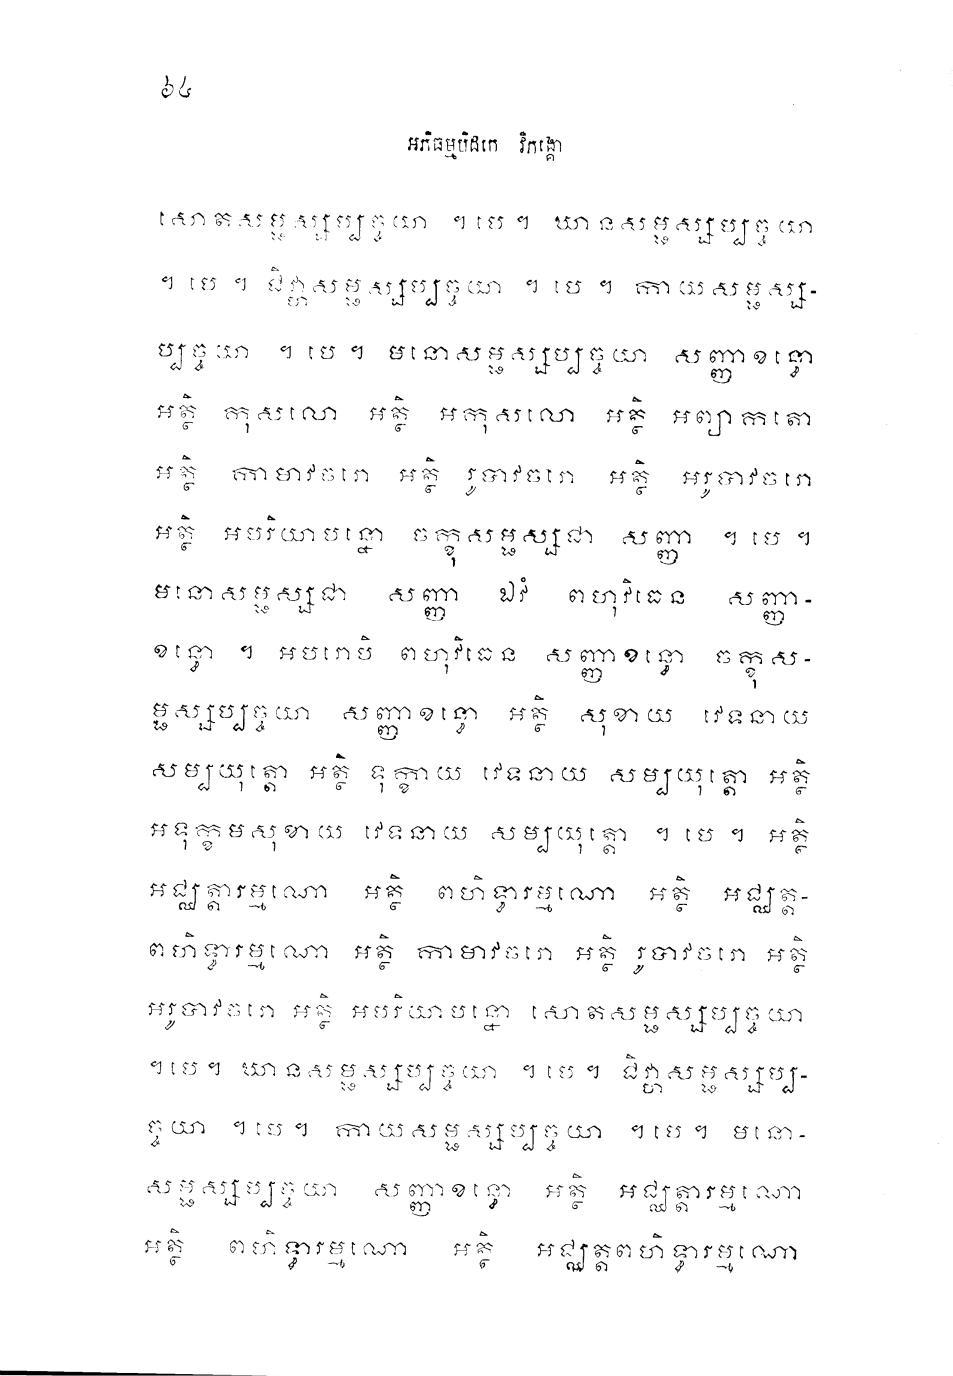 ៦៤
អភិធម្មបិដកេ វិភង្គោ
សោតសម្ផស្សប្បច្ចយា ។ បេ ។ ឃានសម្ផស្សប្បច្ចយា
។ បេ ។ ជិវ្ហាសម្ផស្សប្បច្ចយា ។ បេ ។ កាយសម្ផស្ស-
ប្បច្ចយា ។ បេ ។ មនោសម្ផស្សប្បច្ចយា សញ្ញាខន្ធោ
អត្ថិ កុសលោ អត្ថិ អកុសលោ អត្ថិ អព្យាកតោ
អត្ថិ កាមាវចរោ អត្ថិ រូបាវចរោ អត្ថិ អរូបាវចរោ
អត្ថិ អបរិយាបន្នោ ចក្ខុសម្ផស្សជា សញ្ញា ។ បេ ។
មនោសម្ផស្សជា សញ្ញា ឯវំ ពហុវិធេន សញ្ញា-
ខន្ធោ ។ អបរោបិ ពហុវិធេន សញ្ញាខន្ធោ ចក្ខុស-
ម្ផស្សប្បច្ចយា សញ្ញាខន្ធោ អត្ថិ សុខាយ វេទនាយ
សម្បយុត្តោ អត្ថិ ទុក្ខាយ វេទនាយ សម្បយុត្តោ អត្ថិ
អទុក្ខមសុខាយ វេទនាយ សម្បយុត្តោ ។ បេ ។ អត្ថិ
អជ្ឈត្តារម្មណោ អត្ថិ ពហិទ្ធារម្មណោ អត្ថិ អជ្ឈត្ត-
ពហិទ្ធារម្មណោ អត្ថិ កាមាវចរោ អត្ថិ រូបាវចរោ អត្ថិ
អរូបាវចរោ អត្ថិ អបរិយាបន្នោ សោតសម្ផស្សប្បច្ចយា
។ បេ ។ ឃានសម្ផស្សប្បច្ចយា ។ បេ ។ ជិវ្ហាសម្ផស្សប្ប-
ច្ចយា ។ បេ ។ កាយសម្ផស្សប្បច្ចយា ។ បេ ។ មនោ-
សម្ផស្សប្បច្ចយា សញ្ញាខន្ធោ អត្ថិ អជ្ឈត្តារម្មណោ
អត្ថិ ពហិទ្ធារម្មណោ អត្ថិ អជ្ឈត្តពហិទ្ធារម្មណោ